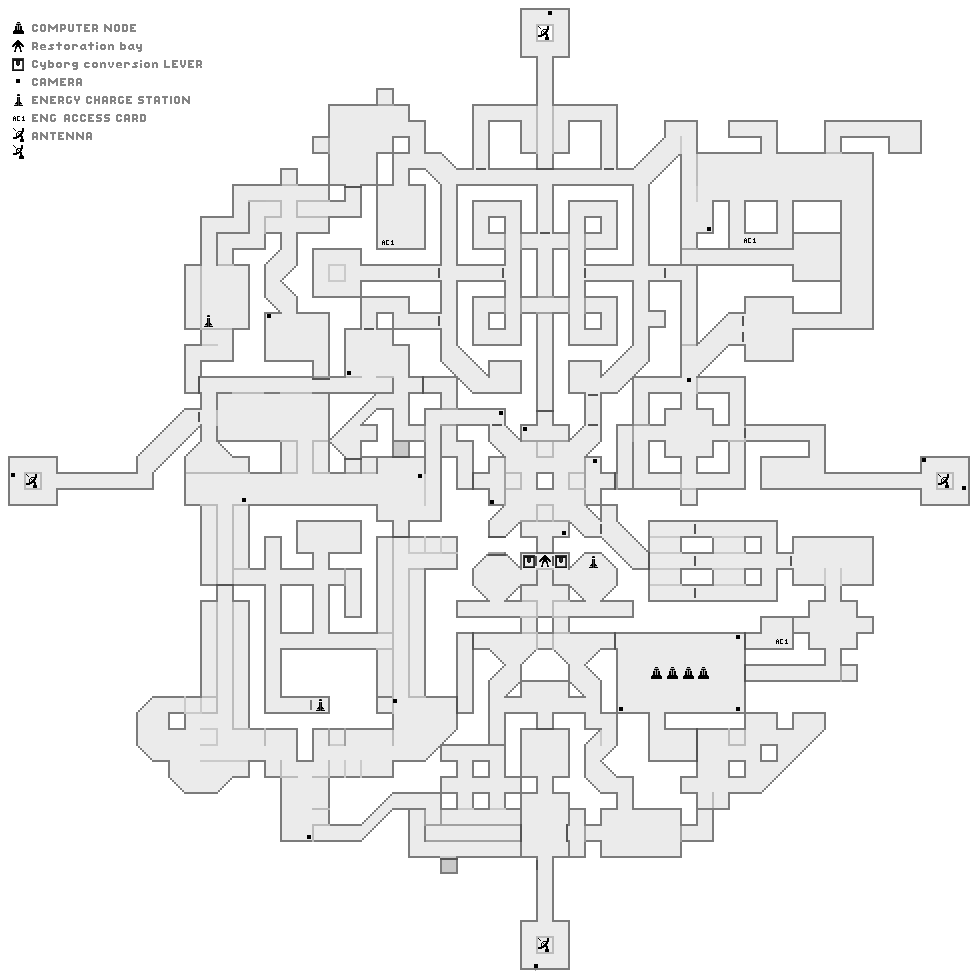 COMPUTER NODE
Restoration bay
Cyborg conversion LEVER
CAMERA
ENERGY CHARGE STATION
AC1 ENG ACCESS CARD
ANTENNA
AC1
AC1
AC1